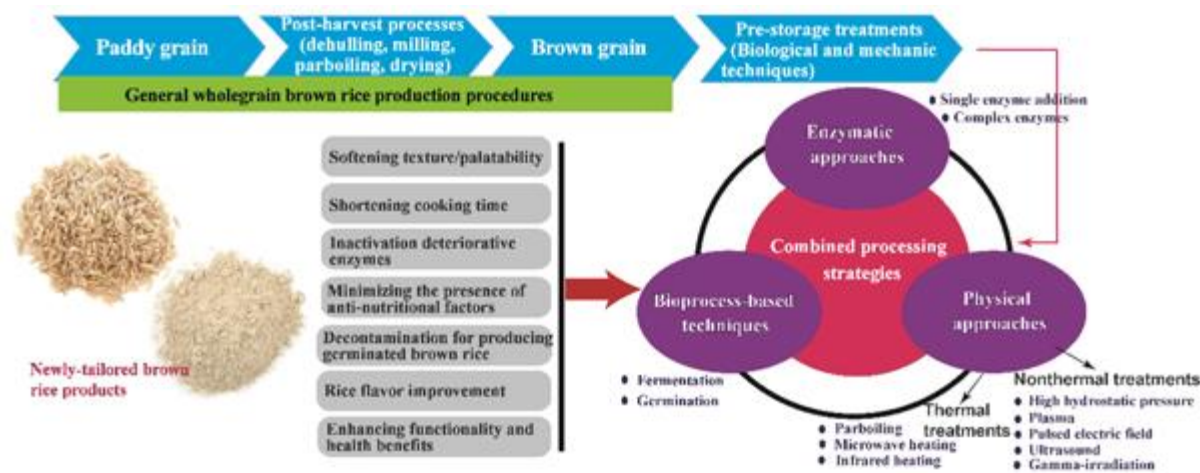 Paddy grain
Post-harvest processes
(dehulling, milling,
parboiling, drying)
Brown grain
Pre-storage treatments
(Biological and mechanic
techniques)
General wholegrain brown rice production procedures
Single enzyme addition
Complex enzymes
Enzymatic
approaches
Softening texture/palatability
Shortening cooking time
Inactivation deteriorative
enzymes
Minimizing the presence of
anti-nutritional factors
Decontamination for producing
germinated brown rice
Rice flavor improvement
Enhancing functionality and
health benefits
Newly-tailored brown
rice products
Combined processing
strategies
Bioprocess-based
techniques
Physical
approaches
Fermentation
Germination
Thermal
treatments
Parboiling
Microwave heating
Infrared heating
Nonthermal treatments
High hydrostatic pressure
Plasma
Pulsed electric field
Ultrasound
Gamma-irradiation